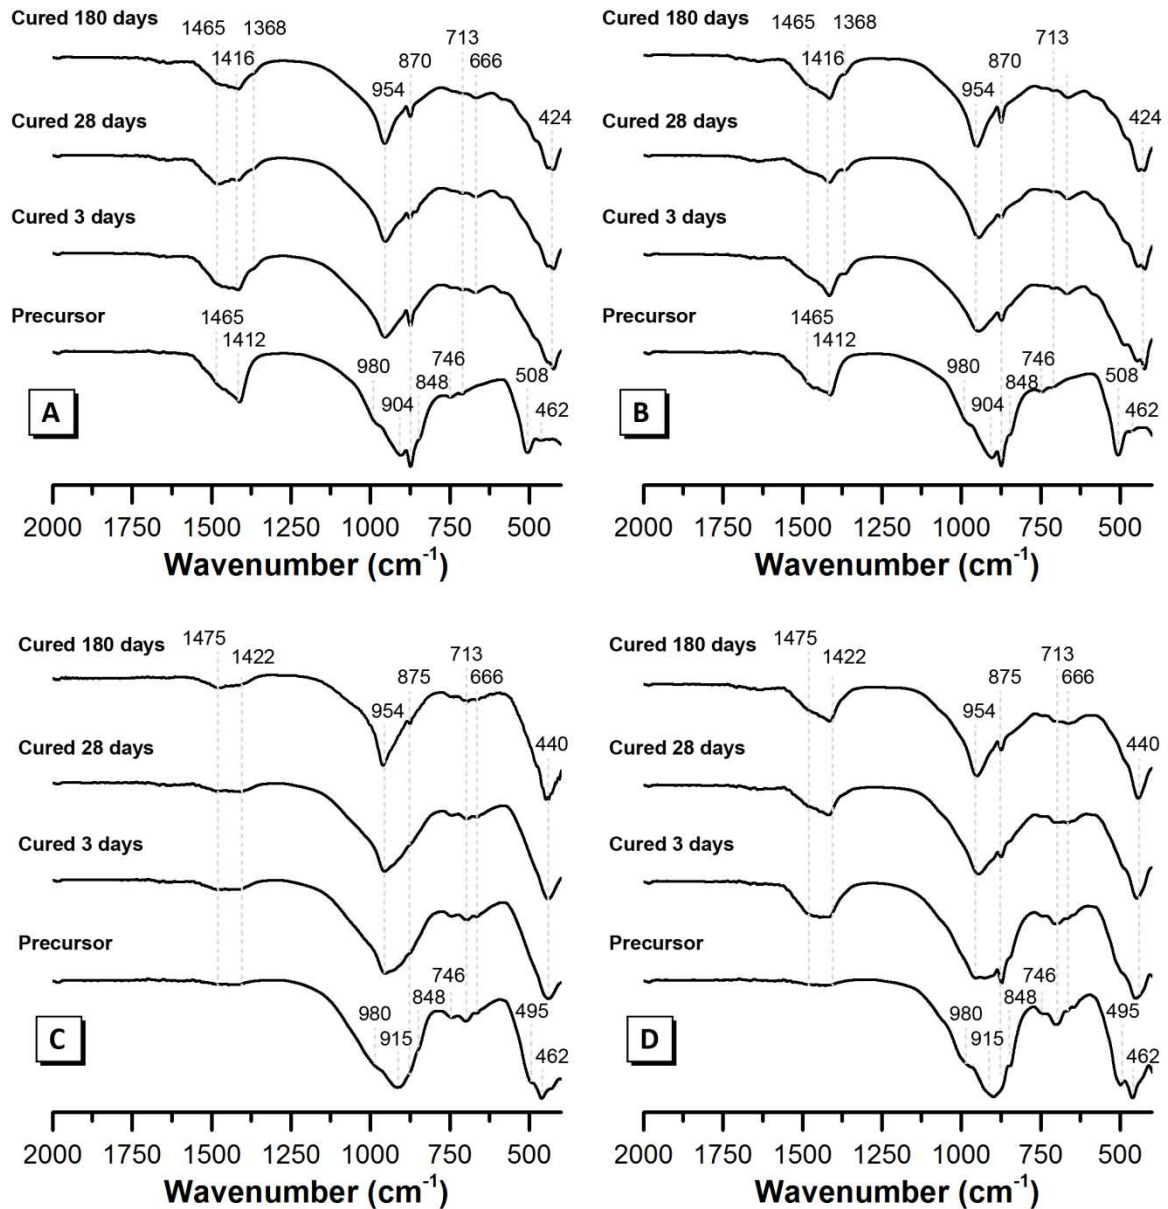 Cured 180 days
1465 1368
713
1416 870 666
954
Cured 28 days
424
Cured 3 days
Precursor
1465
1412
980 746 508
904 848 462
A
2000 1750 1500 1250 1000 750 500
Wavenumber (cm-1)
Cured 180 days
1465 1368
713
1416 870
954
Cured 28 days
424
Cured 3 days
Precursor
1465
1412
980 746 508
904 848 462
B
2000 1750 1500 1250 1000 750 500
Wavenumber (cm-1)
Cured 180 days
1475 713
1422 875 666
954
Cured 28 days
440
Cured 3 days
Precursor
746
848 495
980
915 462
C
2000 1750 1500 1250 1000 750 500
Wavenumber (cm-1)
Cured 180 days
1475 713
1422 875 666
954
Cured 28 days
440
Cured 3 days
Precursor
746
848 495
980
915 462
D
2000 1750 1500 1250 1000 750 500
Wavenumber (cm-1)